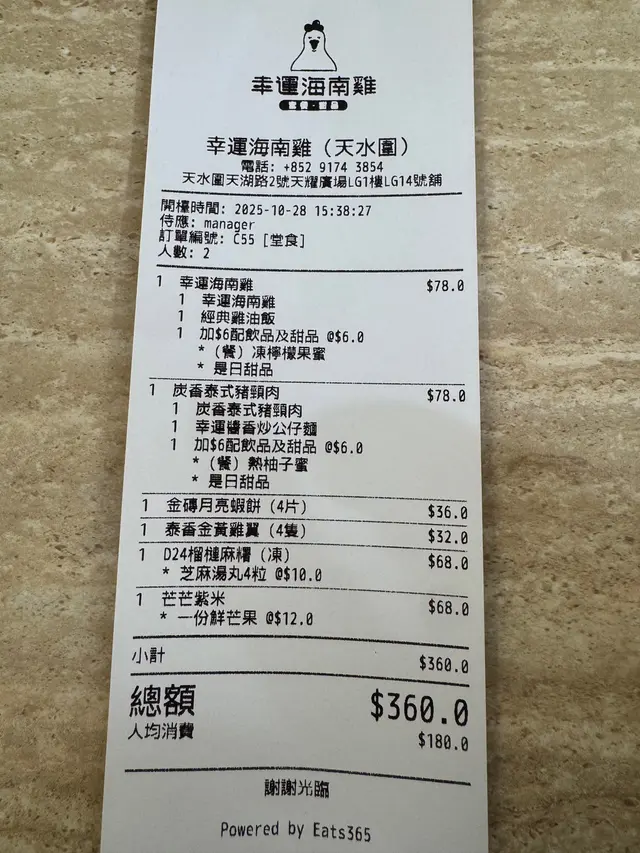 幸運海南雞
餐飲·甜品
幸運海南雞（天水圍）
電話: +852 9174 3854
天水圍天湖路2號天耀廣場LG1樓LG14號舖
開檯時間: 2025-10-28 15:38:27
侍應: manager
訂單編號: C55 [堂食]
人數: 2
1 幸運海南雞 $78.0
1 幸運海南雞
1 經典雞油飯
1 加$6配飲品及甜品 @$6.0
*（餐）凍檸檬果蜜
* 是日甜品
1 炭香泰式豬頸肉 $78.0
1 炭香泰式豬頸肉
1 幸運醬香炒公仔麵
1 加$6配飲品及甜品 @$6.0
*（餐）熱柚子蜜
* 是日甜品
1 金磚月亮蝦餅（4片） $36.0
1 泰香金黃雞翼（4隻） $32.0
1 D24榴槤麻糬（凍） $68.0
* 芝麻湯丸4粒 @$10.0
1 芒芒紫米 $68.0
* 一份鮮芒果 @$12.0
小計 $360.0
總額 $360.0
人均消費 $180.0
謝謝光臨
Powered by Eats365